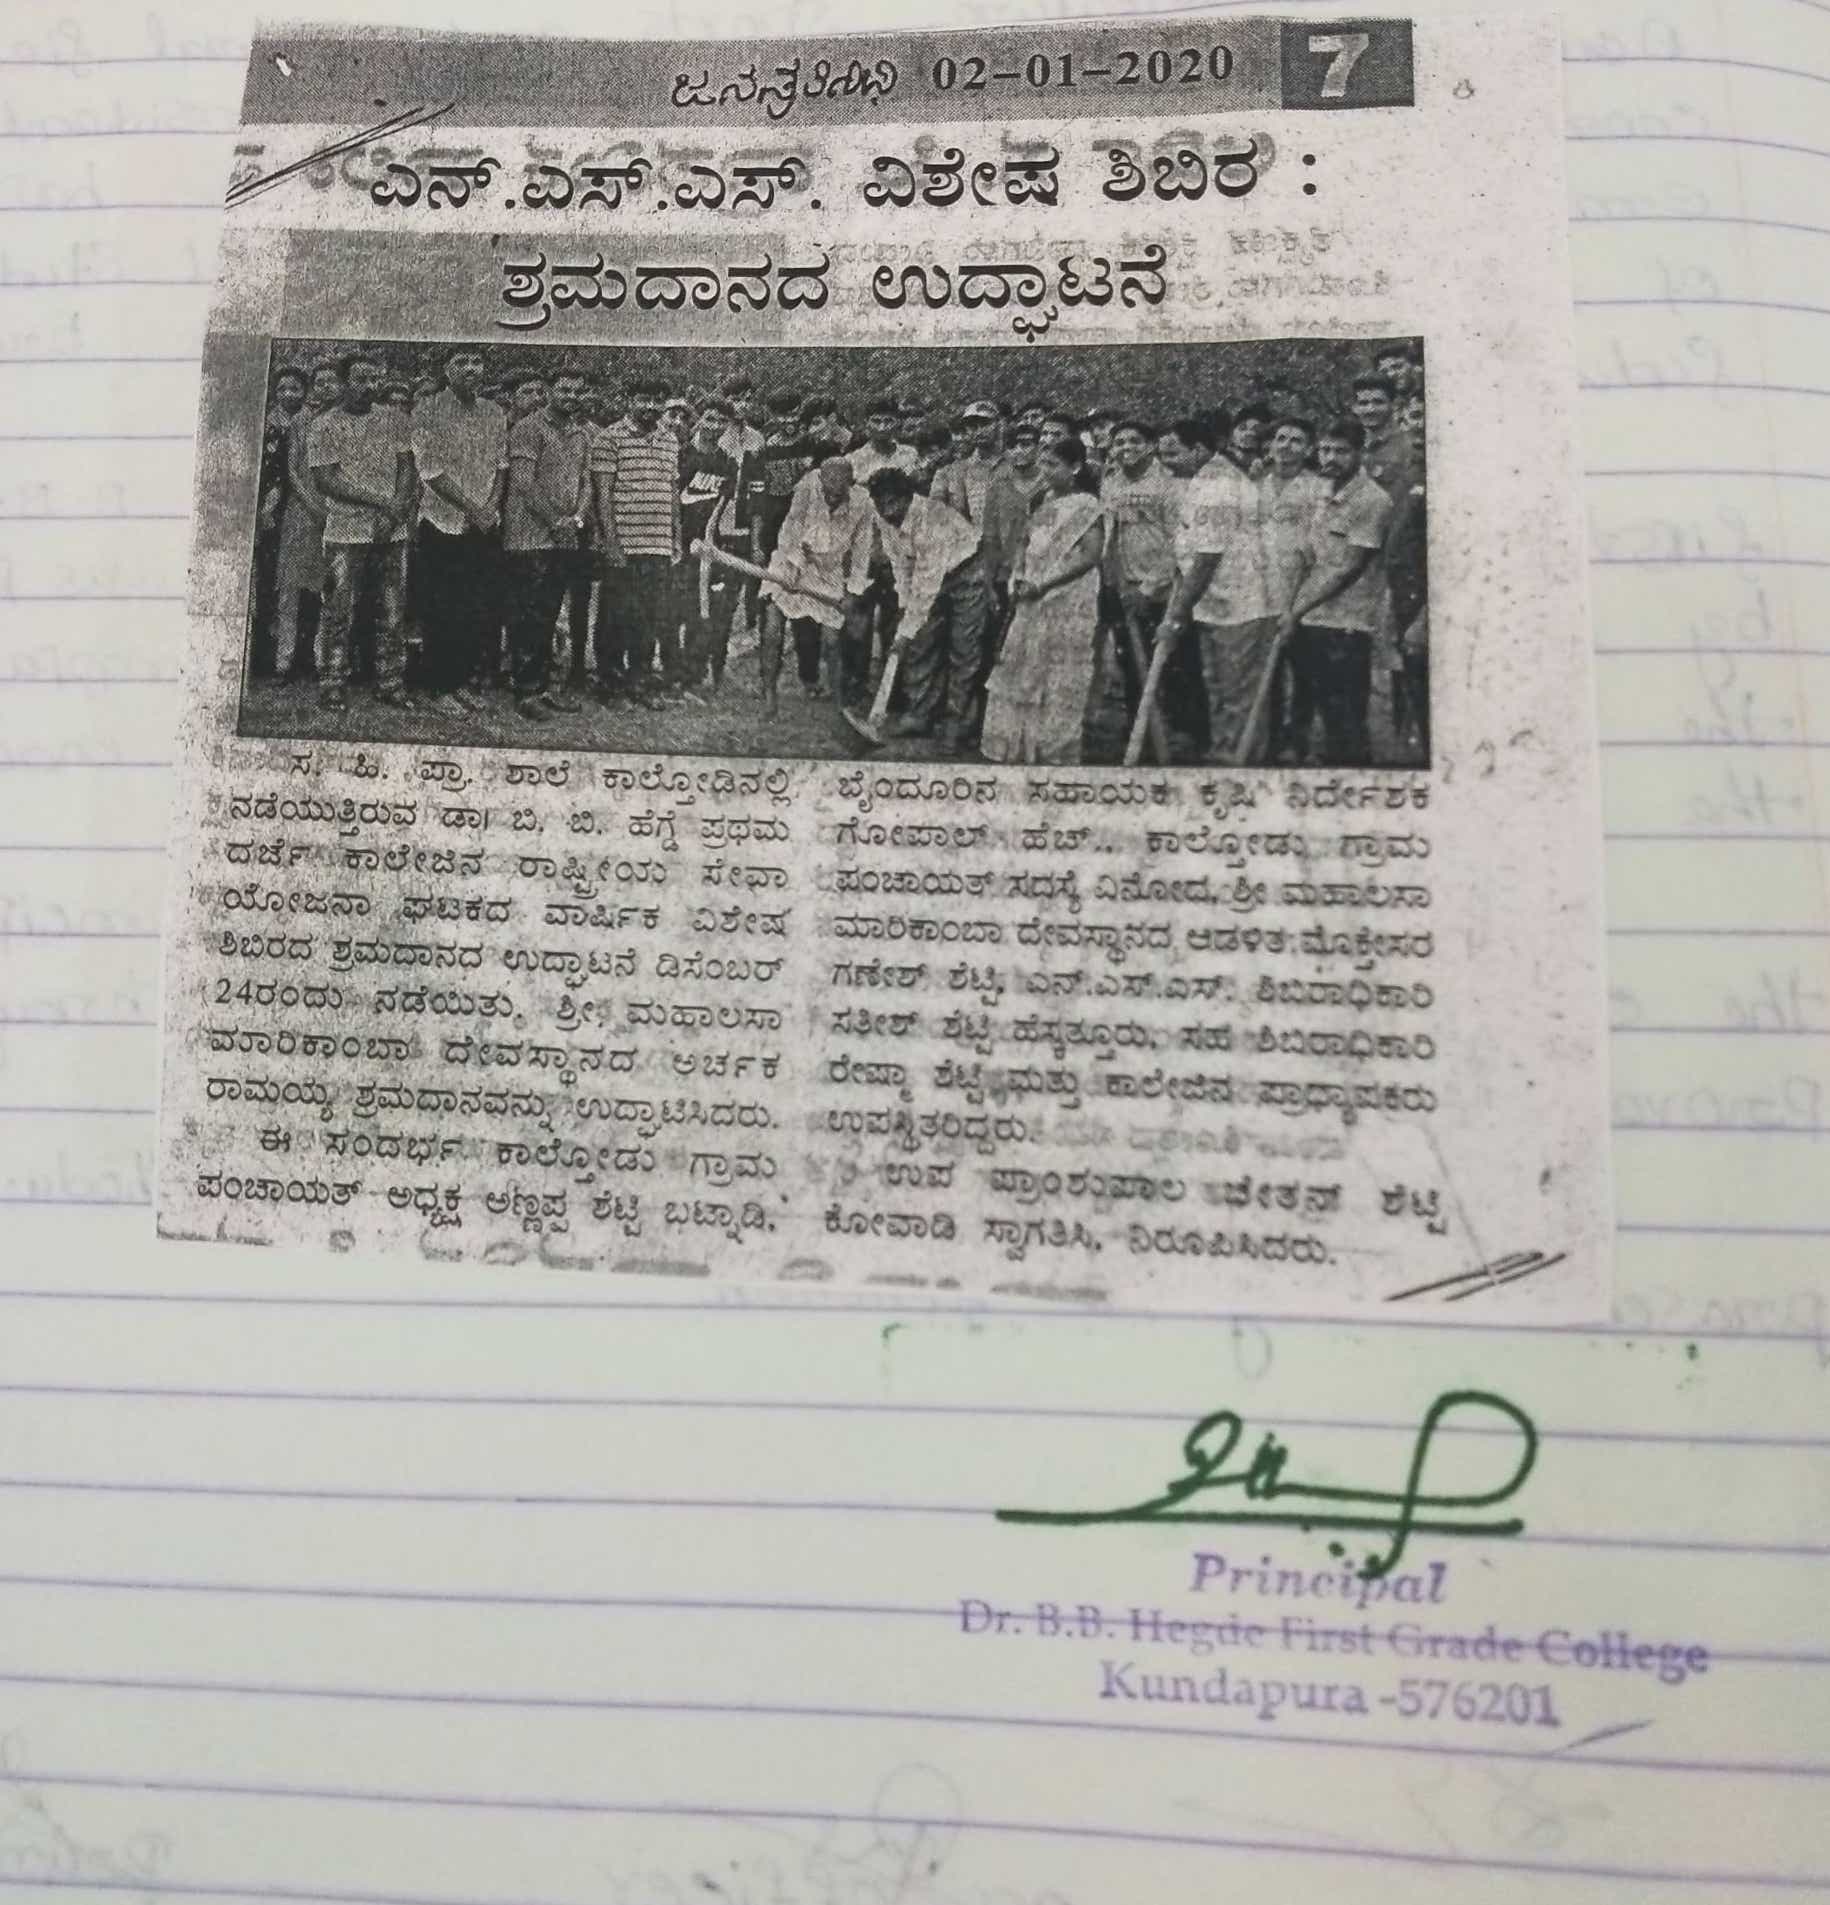 ಜನಪ್ರತಿನಿಧಿ 02-01-2020 7
ಎನ್.ಎಸ್.ಎಸ್. ವಿಶೇಷ ಶಿಬಿರ :
ಶ್ರಮದಾನದ ಉದ್ಘಾಟನೆ
ಸ. ಹಿ. ಪ್ರಾ. ಶಾಲೆ ಕಾಲ್ತೋಡಿನಲ್ಲಿ
ನಡೆಯುತ್ತಿರುವ ಡಾ। ಬಿ. ಬಿ. ಹೆಗ್ಡೆ ಪ್ರಥಮ
ದರ್ಜೆ ಕಾಲೇಜಿನ ರಾಷ್ಟ್ರೀಯ ಸೇವಾ
ಯೋಜನಾ ಘಟಕದ ವಾರ್ಷಿಕ ವಿಶೇಷ
ಶಿಬಿರದ ಶ್ರಮದಾನದ ಉದ್ಘಾಟನೆ ಡಿಸೆಂಬರ್
24ರಂದು ನಡೆಯಿತು. ಶ್ರೀ ಮಹಾಲಸಾ
ಮಾರಿಕಾಂಬಾ ದೇವಸ್ಥಾನದ ಅರ್ಚಕ
ರಾಮಯ್ಯ ಶ್ರಮದಾನವನ್ನು ಉದ್ಘಾಟಿಸಿದರು.
ಈ ಸಂದರ್ಭ ಕಾಲ್ತೋಡು ಗ್ರಾಮ
ಪಂಚಾಯತ್ ಅಧ್ಯಕ್ಷ ಅಣ್ಣಪ್ಪ ಶೆಟ್ಟಿ ಬಟ್ನಾಡಿ,
ಬೈಂದೂರಿನ ಸಹಾಯಕ ಕೃಷಿ ನಿರ್ದೇಶಕ
ಗೋಪಾಲ್ ಹೆಚ್., ಕಾಲ್ತೋಡು ಗ್ರಾಮ
ಪಂಚಾಯತ್ ಸದಸ್ಯೆ ವಿನೋದ, ಶ್ರೀ ಮಹಾಲಸಾ
ಮಾರಿಕಾಂಬಾ ದೇವಸ್ಥಾನದ ಆಡಳಿತ ಮೊಕ್ತೇಸರ
ಗಣೇಶ್ ಶೆಟ್ಟಿ, ಎನ್.ಎಸ್.ಎಸ್. ಶಿಬಿರಾಧಿಕಾರಿ
ಸತೀಶ್ ಶೆಟ್ಟಿ ಹೆಸ್ಕತ್ತೂರು, ಸಹ ಶಿಬಿರಾಧಿಕಾರಿ
ರೇಷ್ಮಾ ಶೆಟ್ಟಿ ಮತ್ತು ಕಾಲೇಜಿನ ಪ್ರಾಧ್ಯಾಪಕರು
ಉಪಸ್ಥಿತರಿದ್ದರು.
ಉಪ ಪ್ರಾಂಶುಪಾಲ ಚೇತನ್ ಶೆಟ್ಟಿ
ಕೋವಾಡಿ ಸ್ವಾಗತಿಸಿ, ನಿರೂಪಿಸಿದರು.
Principal
Dr. B.B. Hegde First Grade College
Kundapura -576201